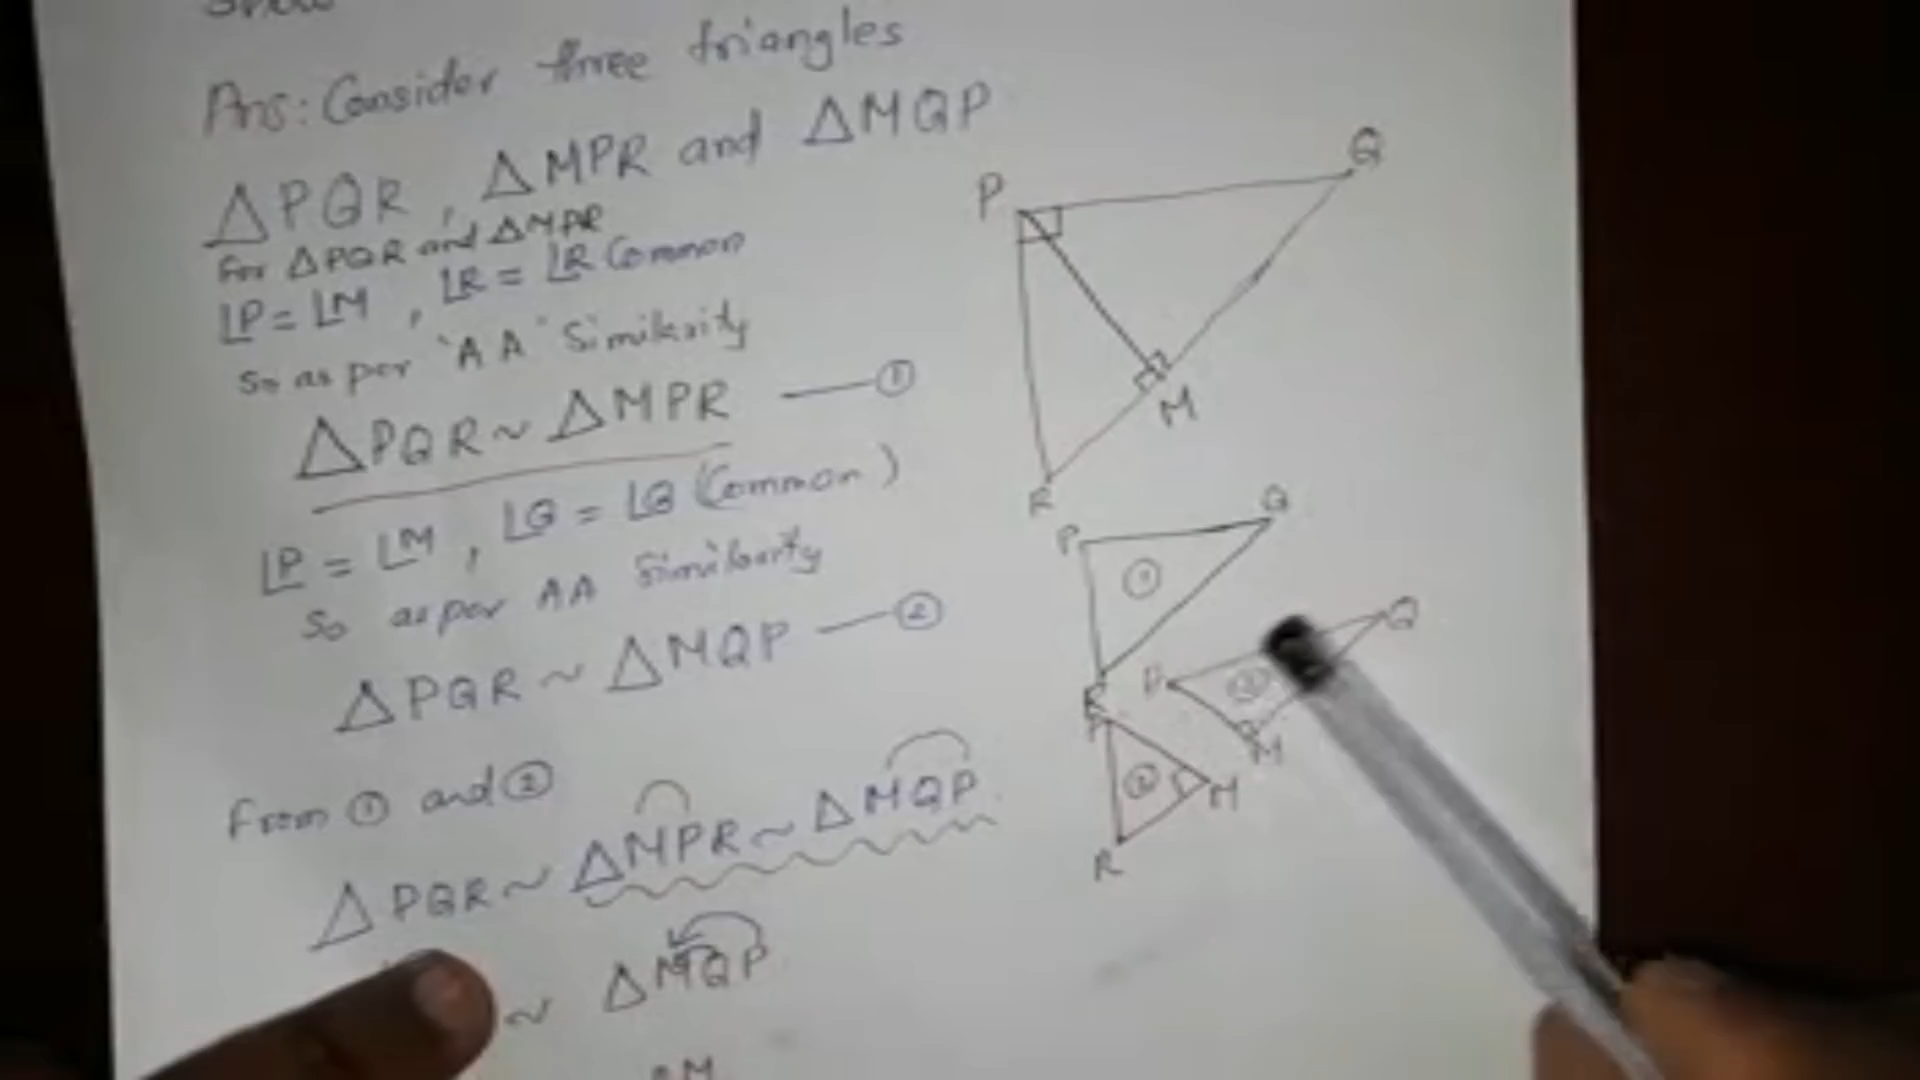 Show
Ans: Consider three triangles
△PQR, △MPR and △MQP
For △PQR and △MPR
∠P = ∠M, ∠R = ∠R Common
So as per 'AA' Similarity
△PQR ~ △MPR — ①
∠P = ∠M, ∠Q = ∠Q (Common)
So as per AA Similarity
△PQR ~ △MQP — ②
From ① and ②
△PQR ~ △MPR ~ △MQP
~ △MQP
P
Q
M
R
P
Q
①
R
P
Q
M
P
M
R